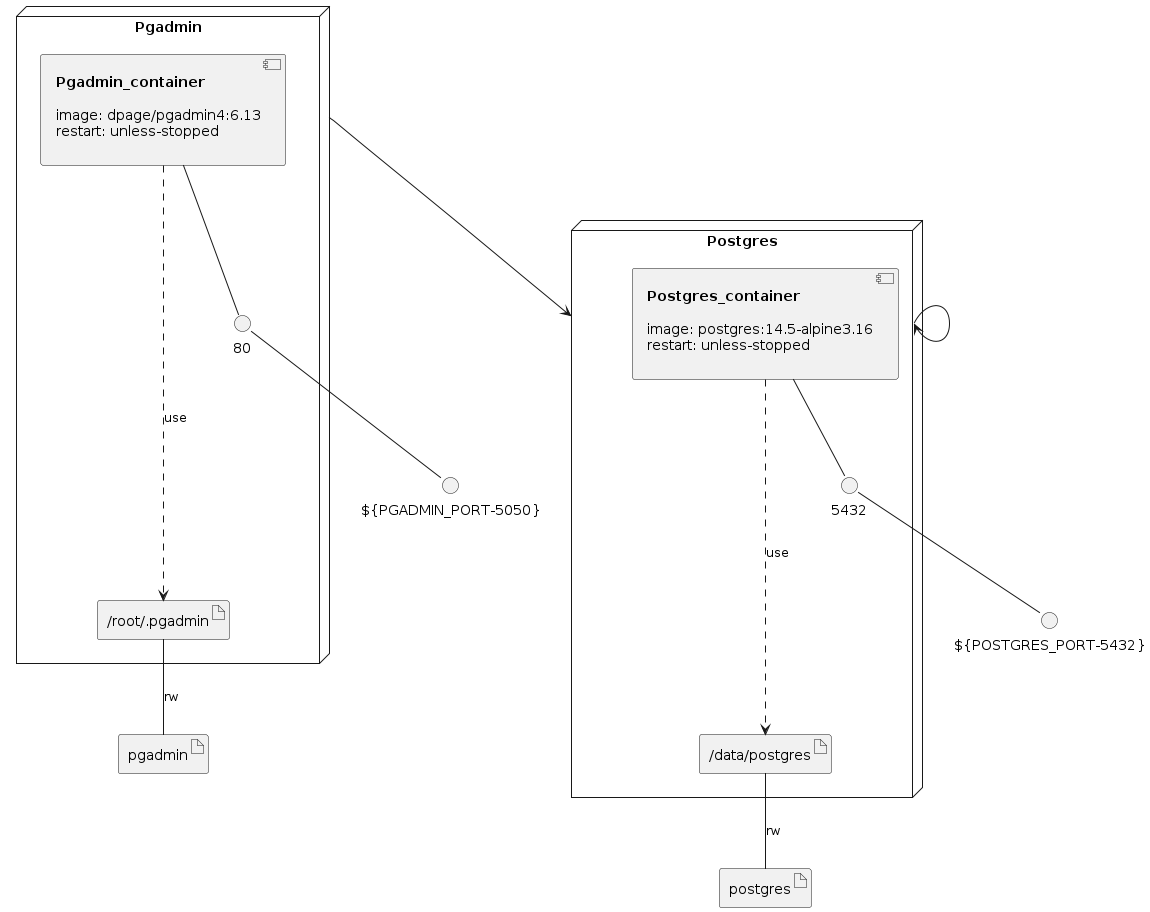 Pgadmin
Pgadmin_container
image: dpage/pgadmin4:6.13
restart: unless-stopped
80
use
${PGADMIN_PORT-5050}
/root/.pgadmin
rw
pgadmin
Postgres
Postgres_container
image: postgres:14.5-alpine3.16
restart: unless-stopped
5432
use
${POSTGRES_PORT-5432}
/data/postgres
rw
postgres